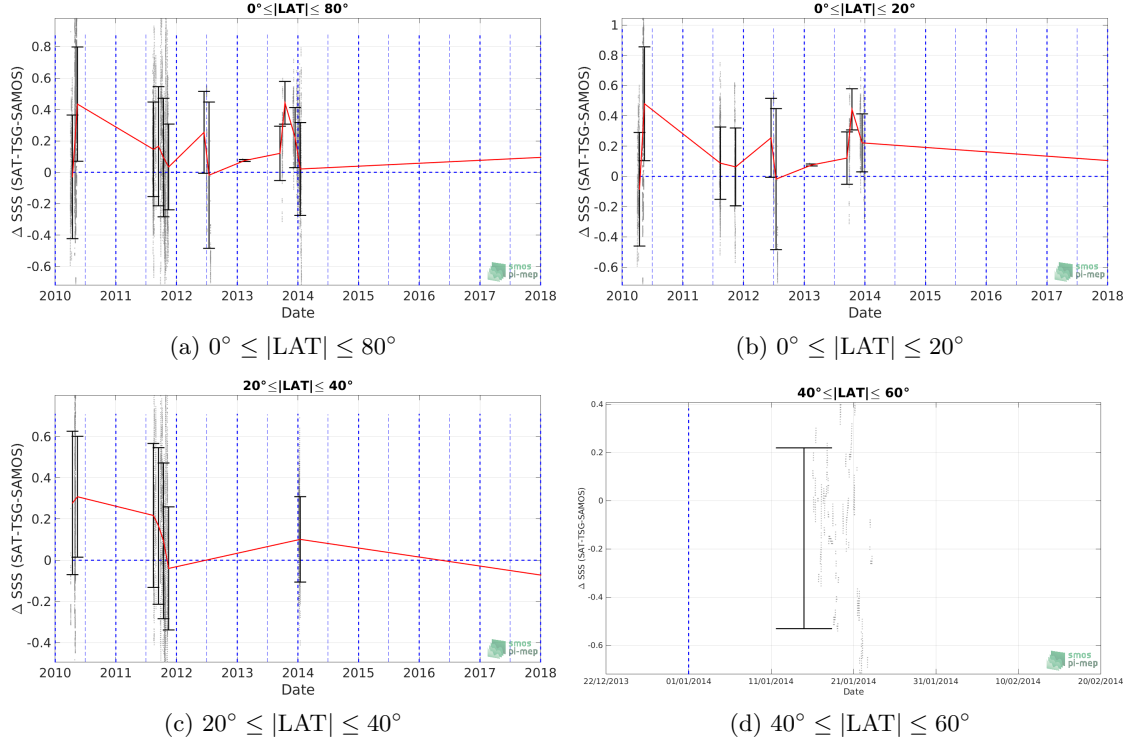 0°≤|LAT|≤ 80°
Δ SSS (SAT-TSG-SAMOS)
0.8
0.6
0.4
0.2
0
-0.2
-0.4
-0.6
2010 2011 2012 2013 2014 2015 2016 2017 2018
Date
smos
pi-mep
(a) 0° ≤ |LAT| ≤ 80°
0°≤|LAT|≤ 20°
Δ SSS (SAT-TSG-SAMOS)
1
0.8
0.6
0.4
0.2
0
-0.2
-0.4
-0.6
2010 2011 2012 2013 2014 2015 2016 2017 2018
Date
smos
pi-mep
(b) 0° ≤ |LAT| ≤ 20°
20°≤|LAT|≤ 40°
Δ SSS (SAT-TSG-SAMOS)
0.6
0.4
0.2
0
-0.2
-0.4
2010 2011 2012 2013 2014 2015 2016 2017 2018
Date
smos
pi-mep
(c) 20° ≤ |LAT| ≤ 40°
40°≤|LAT|≤ 60°
Δ SSS (SAT-TSG-SAMOS)
0.4
0.2
0
-0.2
-0.4
-0.6
22/12/2013 01/01/2014 11/01/2014 21/01/2014 31/01/2014 10/02/2014 20/02/2014
Date
smos
pi-mep
(d) 40° ≤ |LAT| ≤ 60°